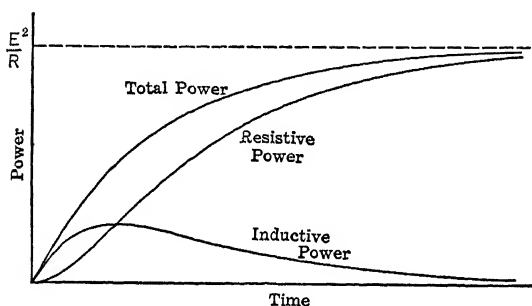 E²
R
Total Power
Resistive
Power
Power
Inductive
Power
Time